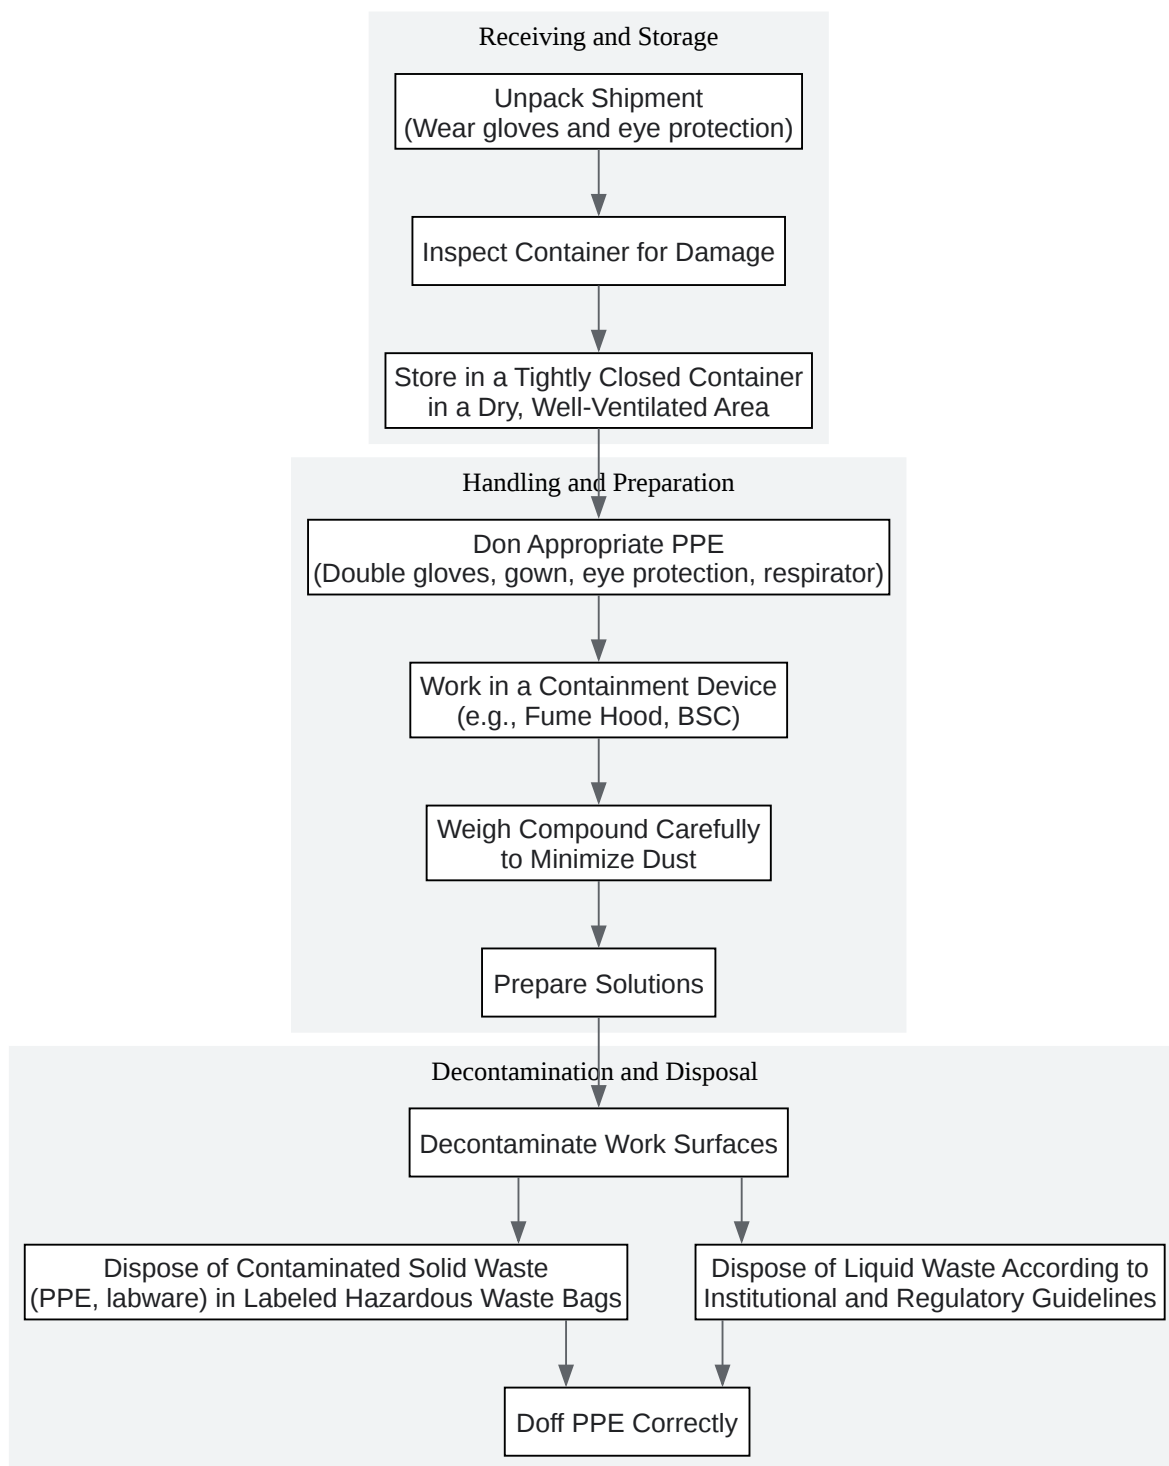 Receiving and Storage
Unpack Shipment
(Wear gloves and eye protection)
Inspect Container for Damage
Store in a Tightly Closed Container
in a Dry, Well-Ventilated Area
Handling and Preparation
Don Appropriate PPE
(Double gloves, gown, eye protection, respirator)
Work in a Containment Device
(e.g., Fume Hood, BSC)
Weigh Compound Carefully
to Minimize Dust
Prepare Solutions
Decontamination and Disposal
Decontaminate Work Surfaces
Dispose of Contaminated Solid Waste
(PPE, labware) in Labeled Hazardous Waste Bags
Dispose of Liquid Waste According to
Institutional and Regulatory Guidelines
Doff PPE Correctly